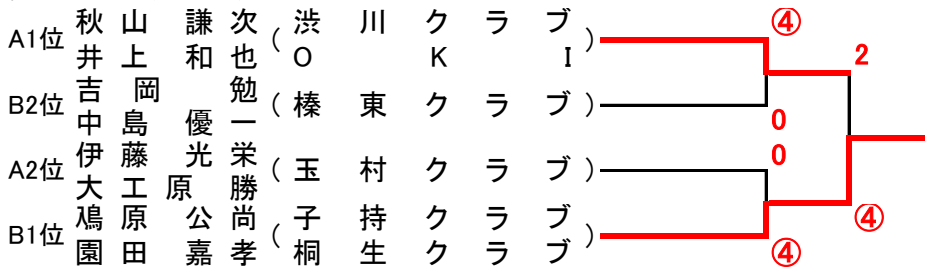 秋山 謙次 渋川クラブ ④
A1位 ( )
井上 和也 OKI 2
吉岡 勉
B2位 ( 榛東クラブ )
中島 優一 0
伊藤 光栄 0
A2位 ( 玉村クラブ )
大工原 勝
鳰原 公尚 子持クラブ ④
B1位 ( )
園田 嘉孝 桐生クラブ ④